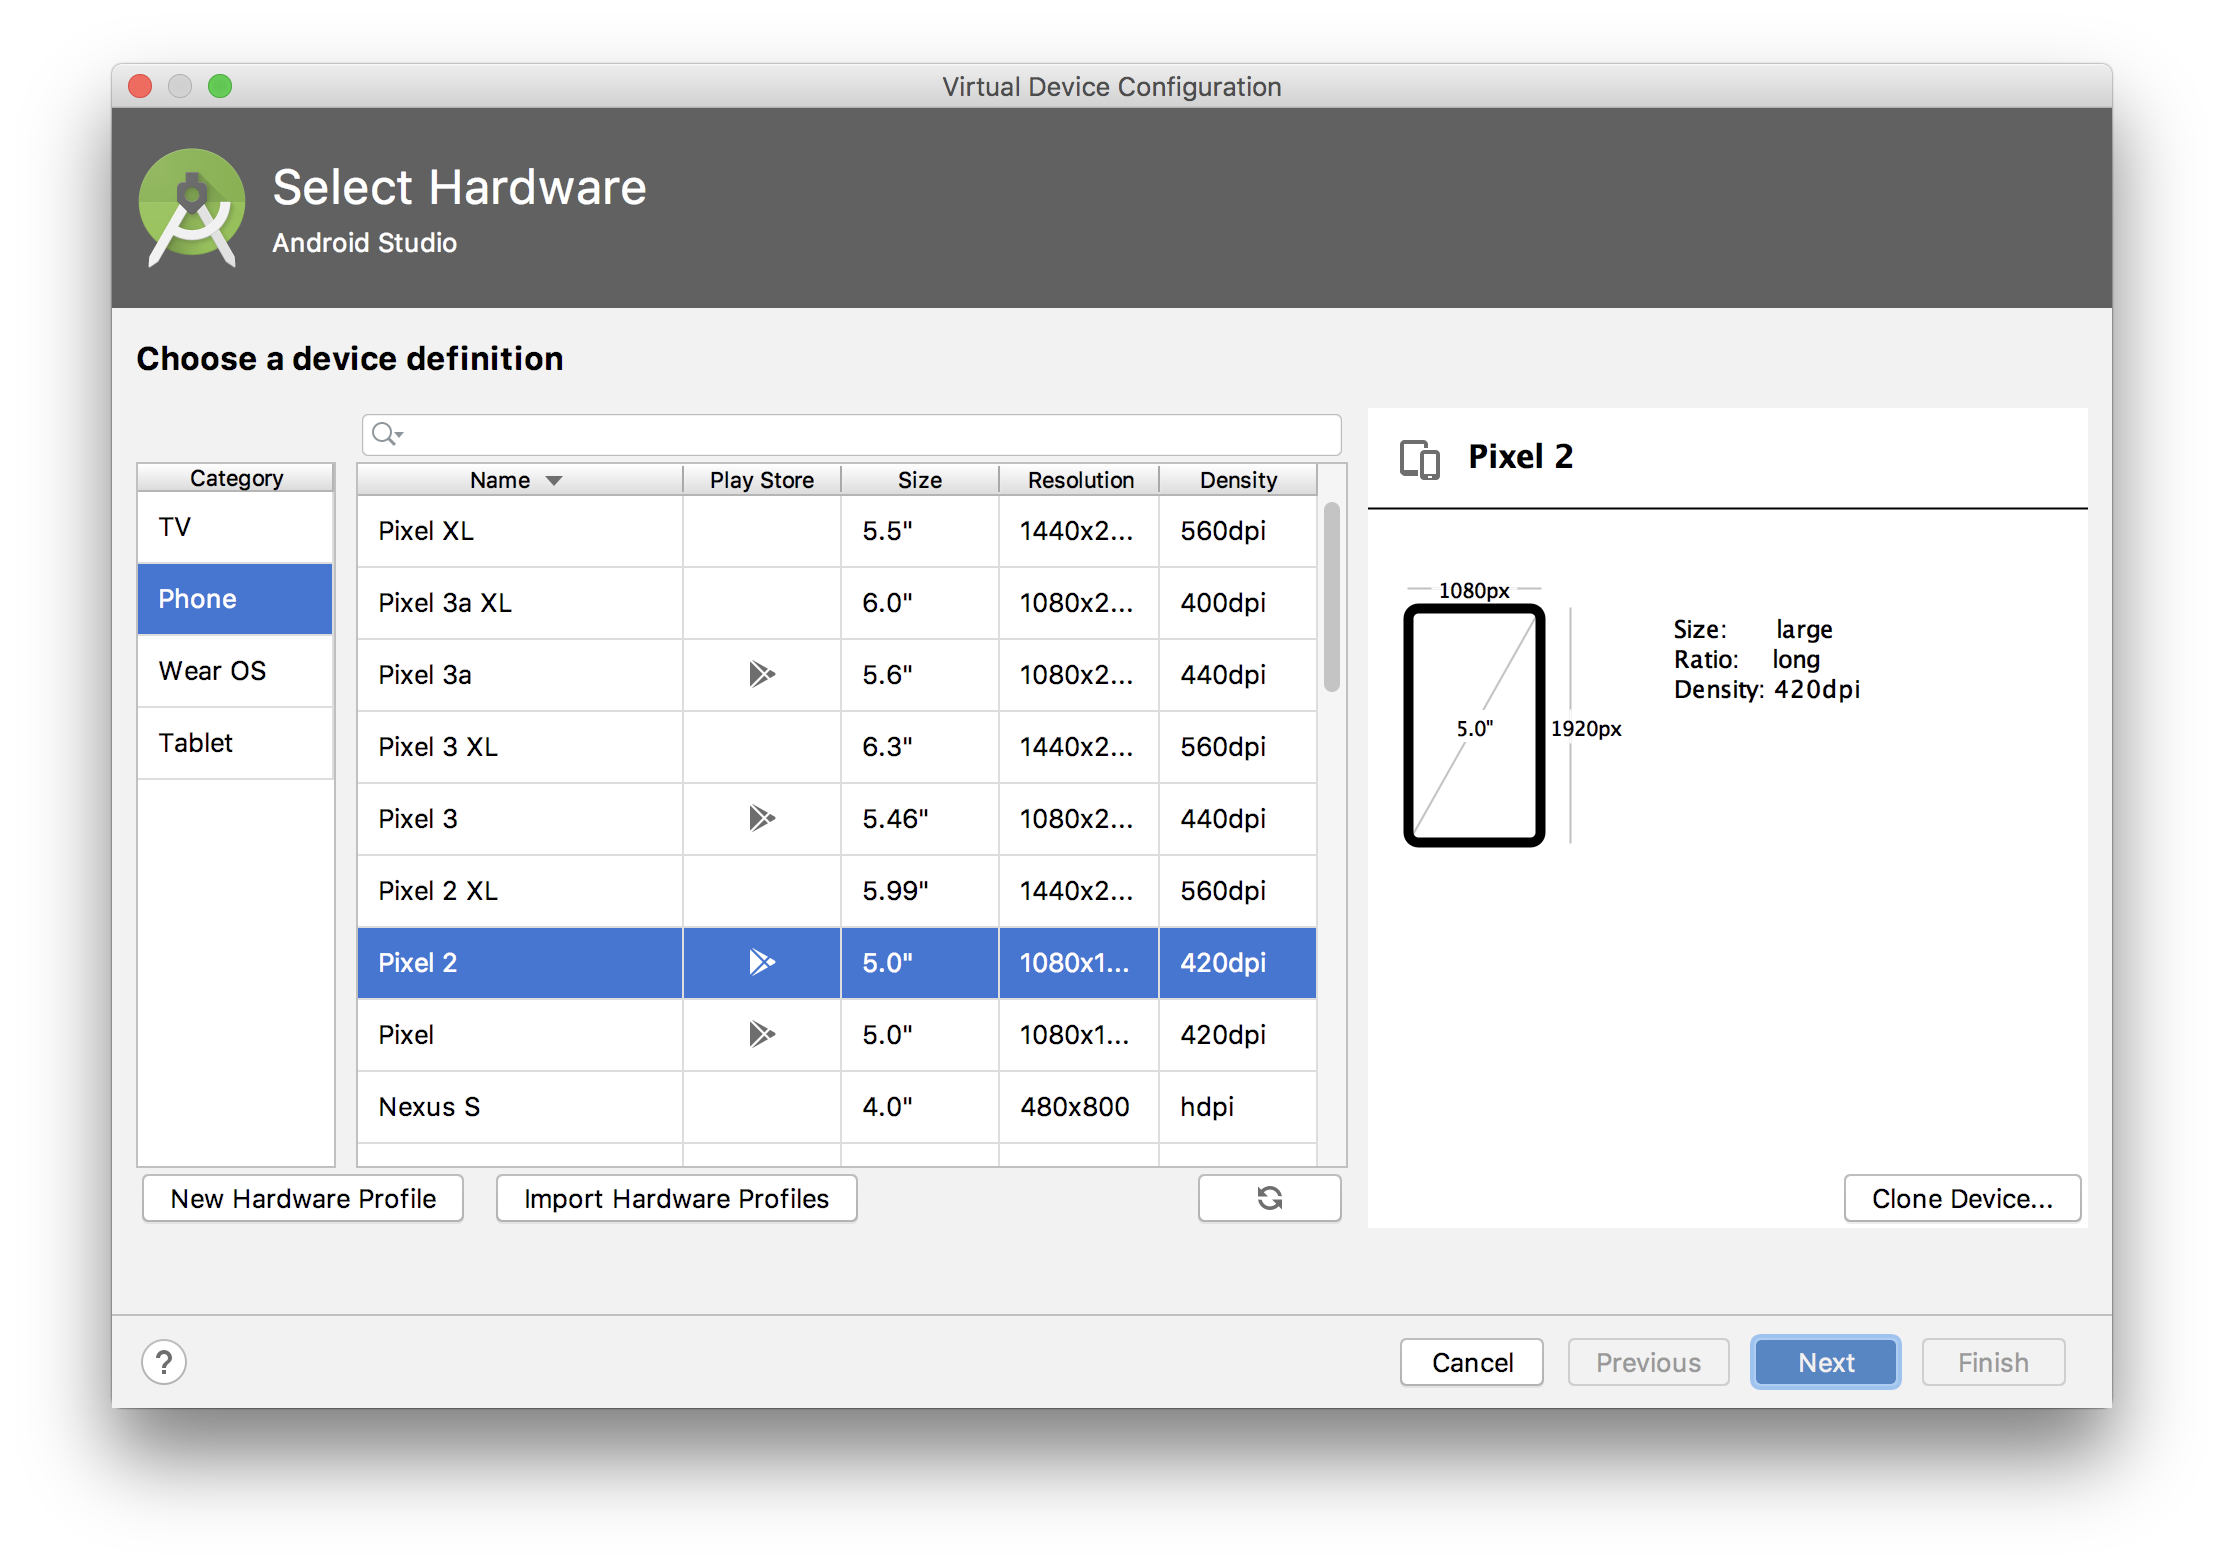 Virtual Device Configuration
Select Hardware
Android Studio
Choose a device definition
Category
TV
Phone
Wear OS
Tablet
Name Play Store Size Resolution Density
Pixel XL 5.5" 1440x2... 560dpi
Pixel 3a XL 6.0" 1080x2... 400dpi
Pixel 3a 5.6" 1080x2... 440dpi
Pixel 3 XL 6.3" 1440x2... 560dpi
Pixel 3 5.46" 1080x2... 440dpi
Pixel 2 XL 5.99" 1440x2... 560dpi
Pixel 2 5.0" 1080x1... 420dpi
Pixel 5.0" 1080x1... 420dpi
Nexus S 4.0" 480x800 hdpi
New Hardware Profile Import Hardware Profiles
Pixel 2
1080px
5.0"
1920px
Size: large
Ratio: long
Density: 420dpi
Clone Device...
? Cancel Previous Next Finish